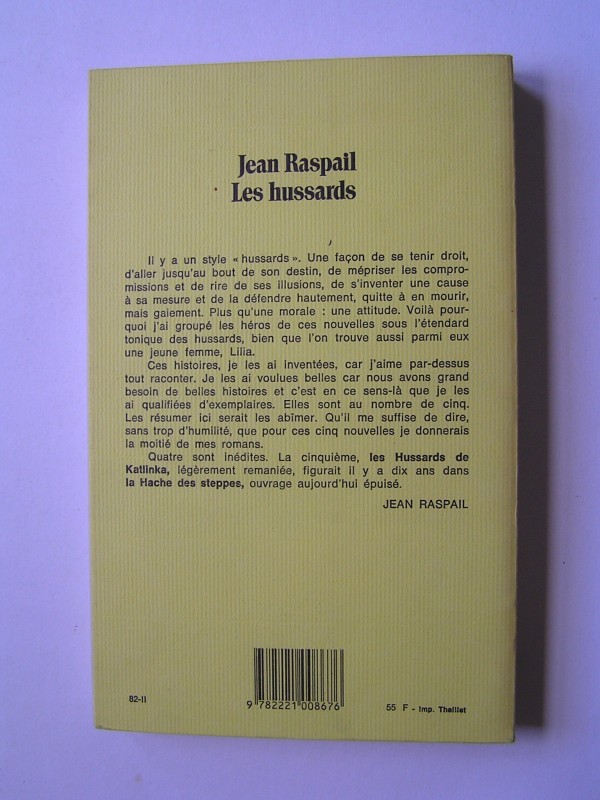 Jean Raspail
Les hussards
Il y a un style « hussards ». Une façon de se tenir droit,
d'aller jusqu'au bout de son destin, de mépriser les compro-
missions et de rire de ses illusions, de s'inventer une cause
à sa mesure et de la défendre hautement, quitte à en mourir,
mais gaiement. Plus qu'une morale : une attitude. Voilà pour-
quoi j'ai groupé les héros de ces nouvelles sous l'étendard
tonique des hussards, bien que l'on trouve aussi parmi eux
une jeune femme, Lilia.
Ces histoires, je les ai inventées, car j'aime par-dessus
tout raconter. Je les ai voulues belles car nous avons grand
besoin de belles histoires et c'est en ce sens-là que je les
ai qualifiées d'exemplaires. Elles sont au nombre de cinq.
Les résumer ici serait les abîmer. Qu'il me suffise de dire,
sans trop d'humilité, que pour ces cinq nouvelles je donnerais
la moitié de mes romans.
Quatre sont inédites. La cinquième, les Hussards de
Katlinka, légèrement remaniée, figurait il y a dix ans dans
la Hache des steppes, ouvrage aujourd'hui épuisé.
JEAN RASPAIL
82-II
9 782221 008676
55 F - Imp. Theillet